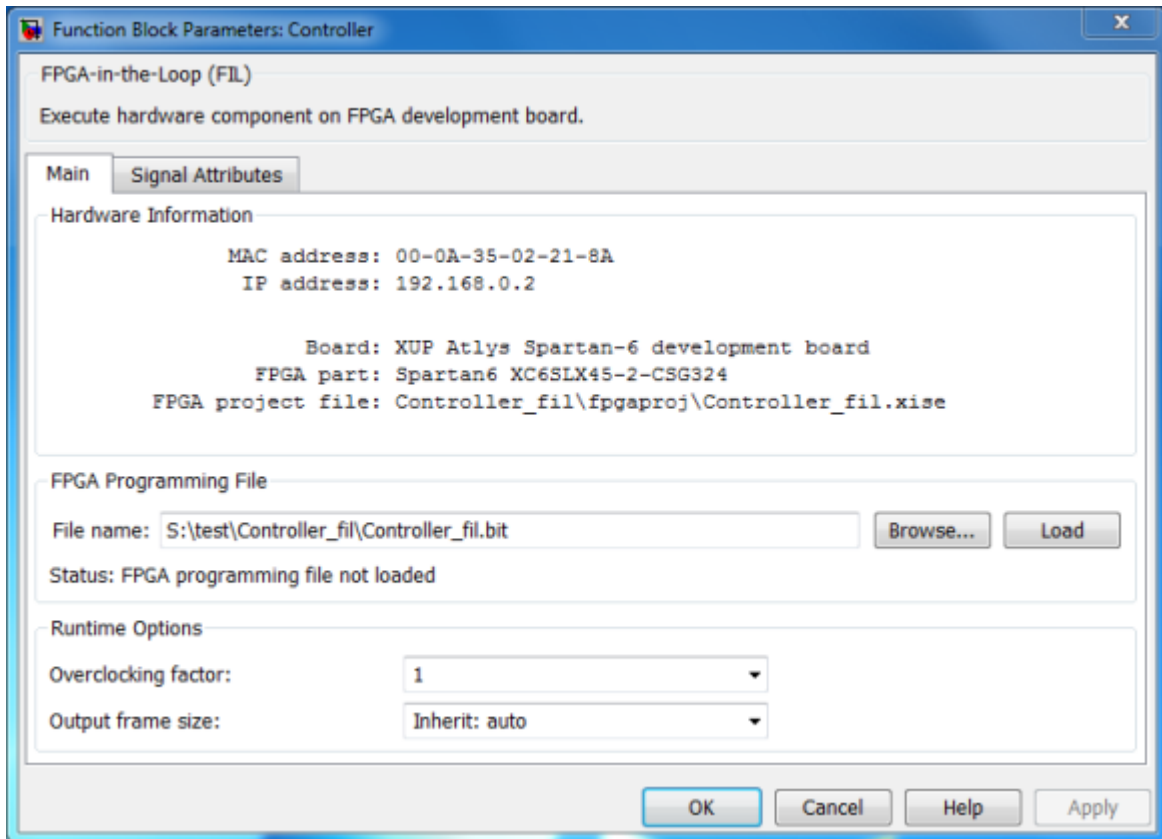 Function Block Parameters: Controller
FPGA-in-the-Loop (FIL)
Execute hardware component on FPGA development board.
Main Signal Attributes
Hardware Information
MAC address: 00-0A-35-02-21-8A
IP address: 192.168.0.2
Board: XUP Atlys Spartan-6 development board
FPGA part: Spartan6 XC6SLX45-2-CSG324
FPGA project file: Controller_fil\fpgaproj\Controller_fil.xise
FPGA Programming File
File name: S:\test\Controller_fil\Controller_fil.bit Browse... Load
Status: FPGA programming file not loaded
Runtime Options
Overclocking factor: 1
Output frame size: Inherit: auto
OK Cancel Help Apply